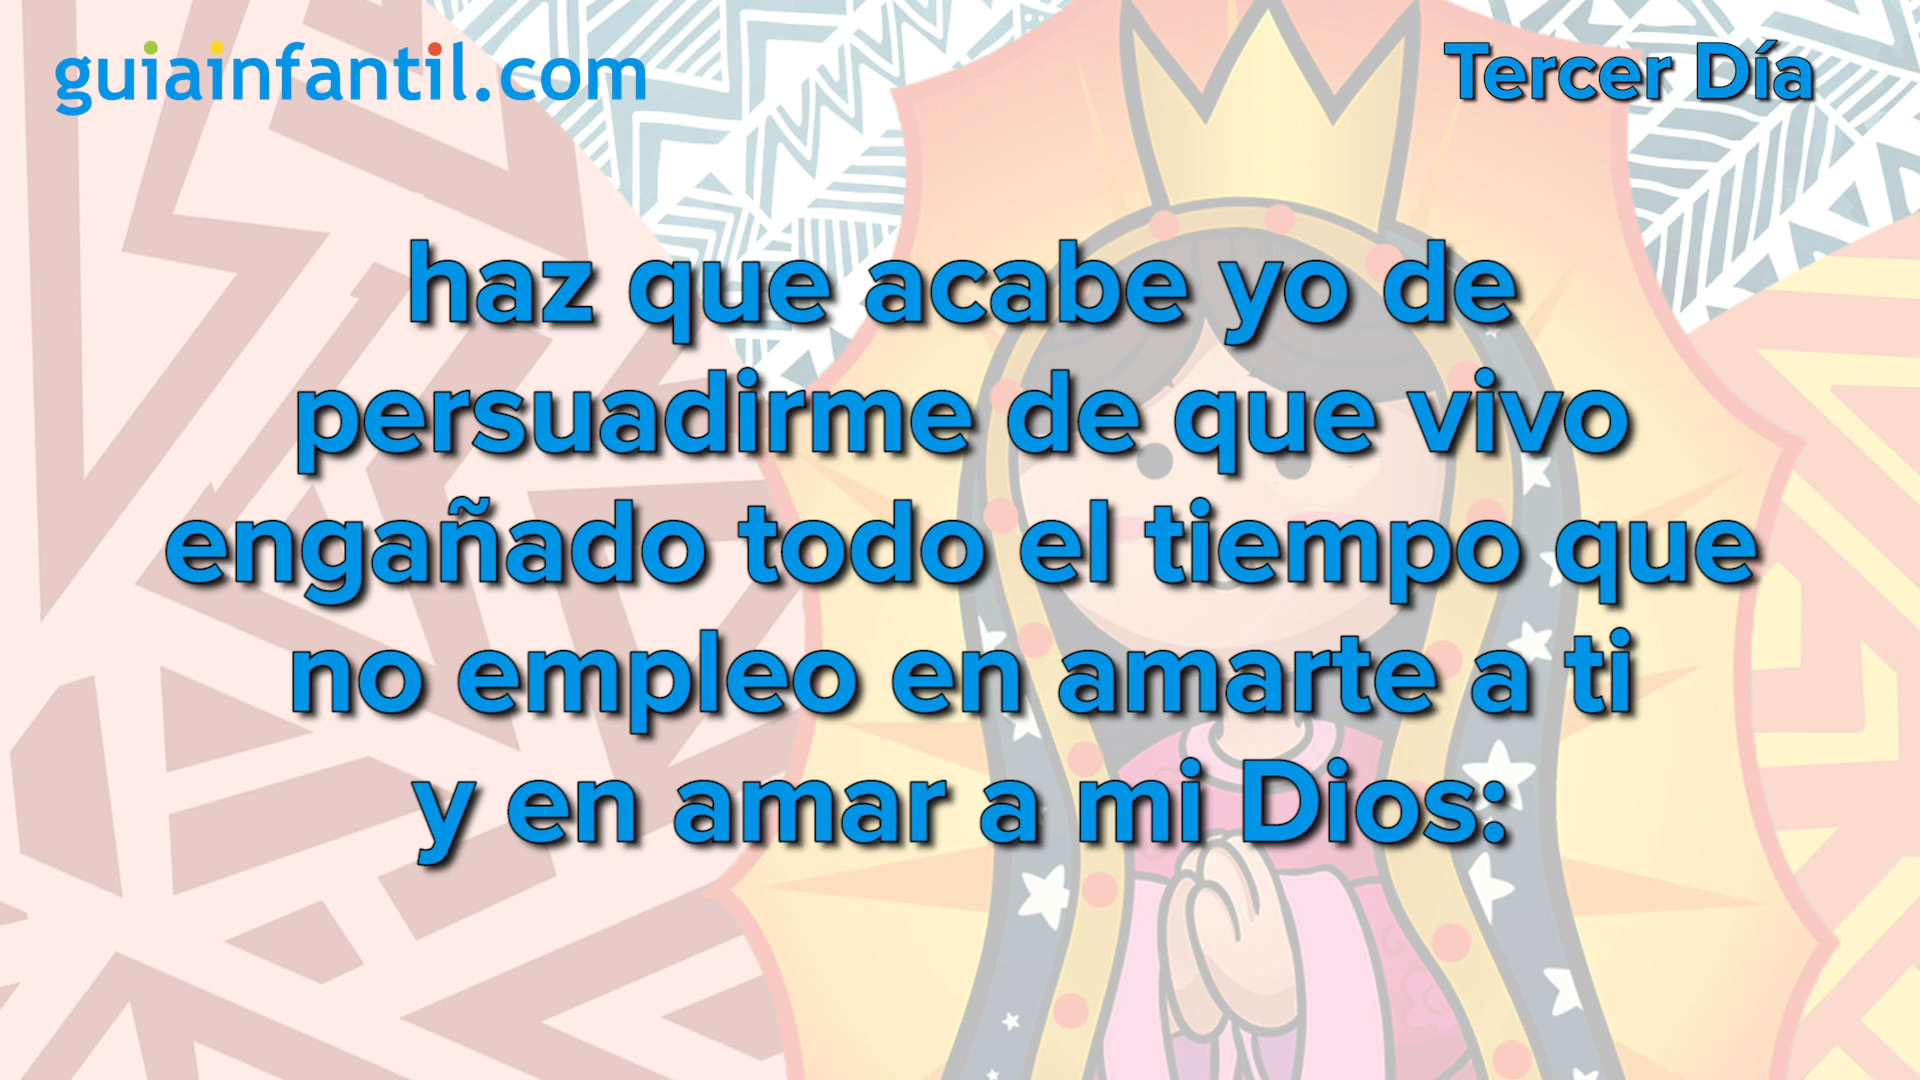 guiainfantil.com
Tercer Día
haz que acabe yo de
persuadirme de que vivo
engañado todo el tiempo que
no empleo en amarte a ti
y en amar a mi Dios: